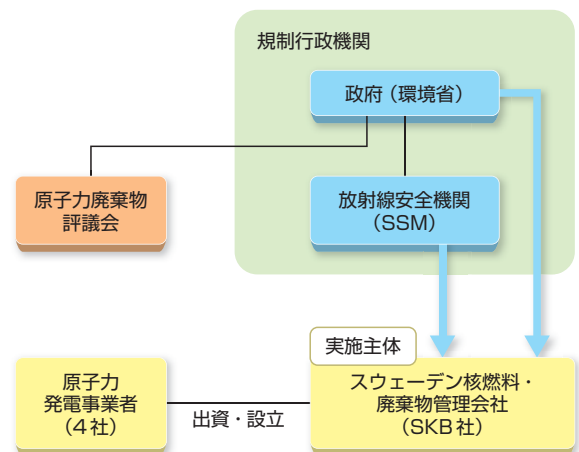 規制行政機関
政府（環境省）
原子力廃棄物
評議会
放射線安全機関
（SSM）
実施主体
原子力
発電事業者
（4社）
出資・設立
スウェーデン核燃料・
廃棄物管理会社
（SKB社）